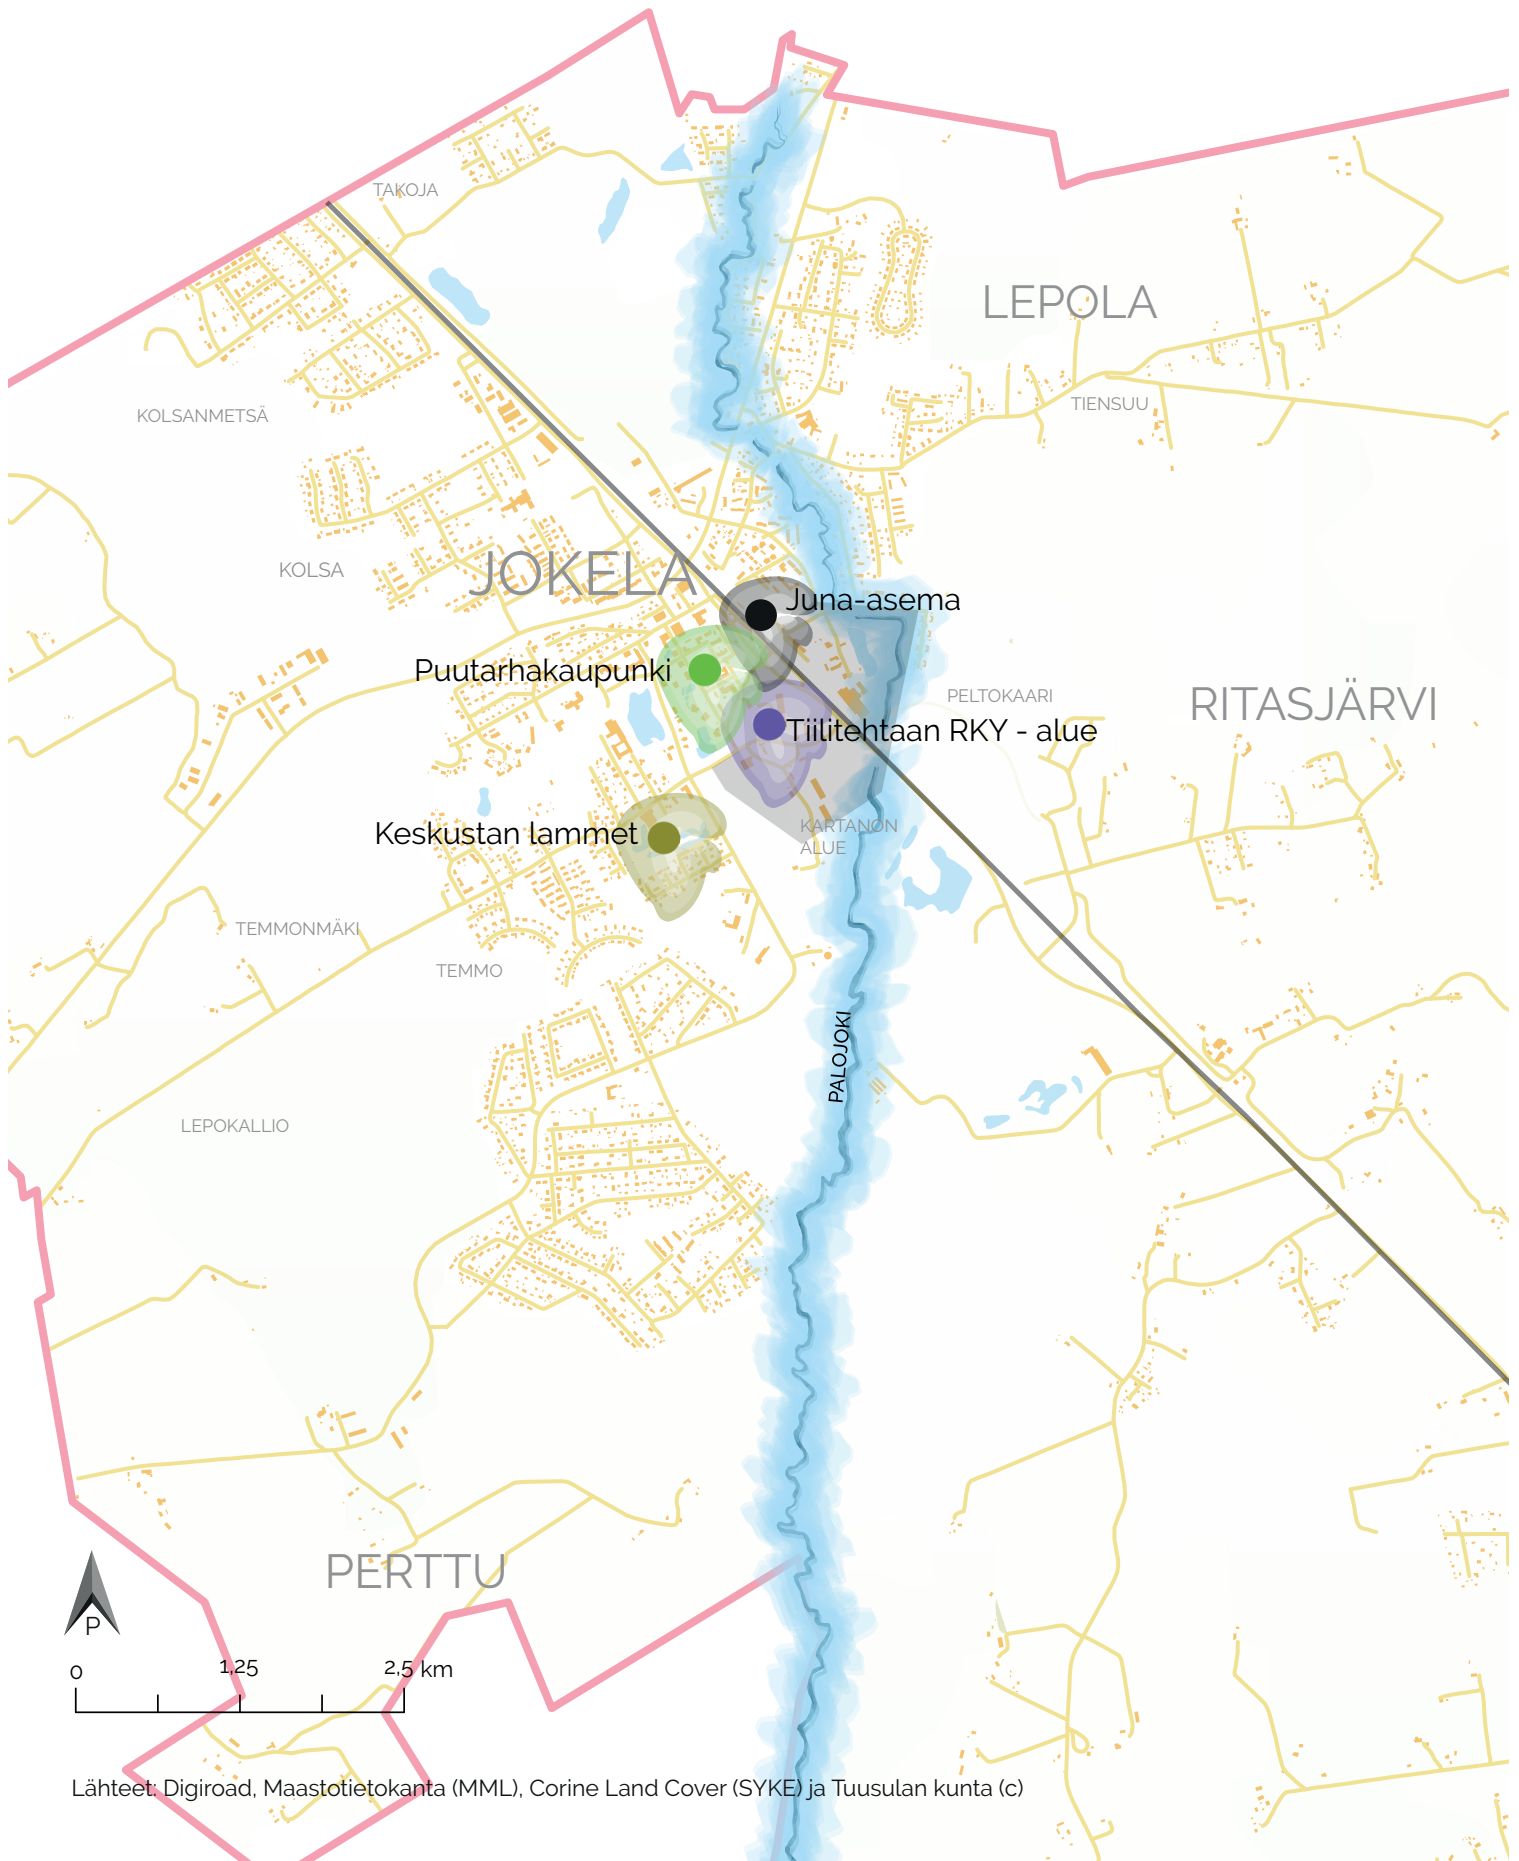 TAKOJA
LEPOLA
KOLSANMETSÄ
TIENSUU
KOLSA
JOKELA
Juna-asema
Puutarhakaupunki
PELTOKAARI
RITASJÄRVI
Tiilitehtaan RKY - alue
KARTANON
ALUE
Keskustan lammet
TEMMONMÄKI
TEMMO
PALOJOKI
LEPOKALLIO
PERTTU
P
0 1,25 2,5 km
Lähteet: Digiroad, Maastotietokanta (MML), Corine Land Cover (SYKE) ja Tuusulan kunta (c)